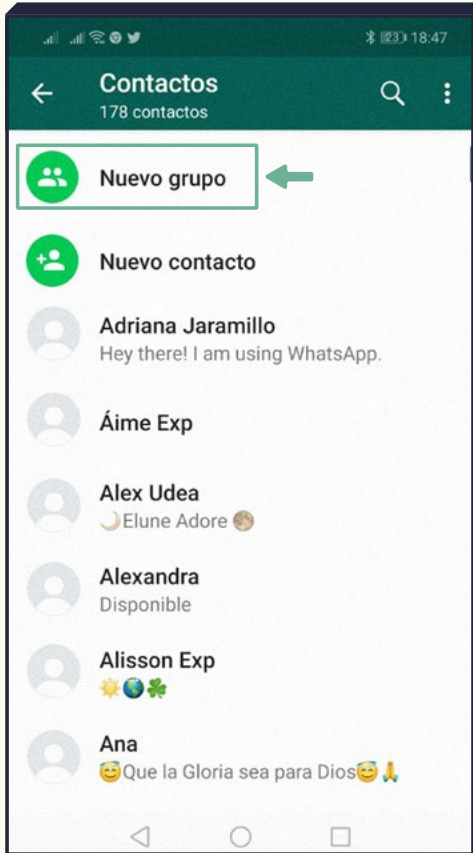 23 18:47
Contactos
178 contactos
Nuevo grupo
Nuevo contacto
Adriana Jaramillo
Hey there! I am using WhatsApp.
Áime Exp
Alex Udea
🌙Elune Adore 🌕
Alexandra
Disponible
Alisson Exp
🌞🌎☘
Ana
😇Que la Gloria sea para Dios😇🙏